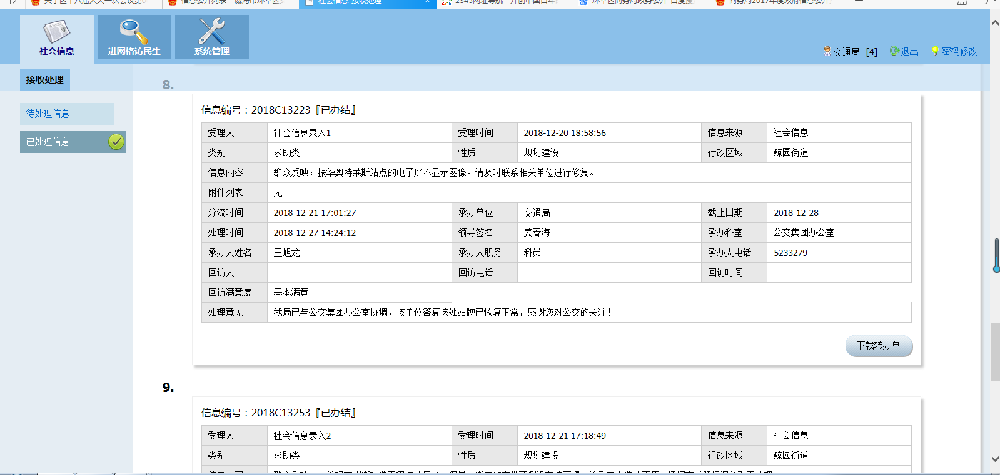 社会信息-接收处理
社会信息
进网格访民生
系统管理
交通局 [4]
退出
密码修改
接收处理
待处理信息
已处理信息
8.
信息编号：2018C13223『已办结』
受理人 社会信息录入1 受理时间 2018-12-20 18:58:56 信息来源 社会信息
类别 求助类 性质 规划建设 行政区域 鲸园街道
信息内容 群众反映：振华奥特莱斯站点的电子屏不显示图像。请及时联系相关单位进行修复。
附件列表 无
分流时间 2018-12-21 17:01:27 承办单位 交通局 截止日期 2018-12-28
处理时间 2018-12-27 14:24:12 领导签名 姜春海 承办科室 公交集团办公室
承办人姓名 王旭龙 承办人职务 科员 承办人电话 5233279
回访人 回访电话 回访时间
回访满意度 基本满意
处理意见 我局已与公交集团办公室协调，该单位答复该处站牌已恢复正常，感谢您对公交的关注！
下载转办单
9.
信息编号：2018C13253『已办结』
受理人 社会信息录入2 受理时间 2018-12-21 17:18:49 信息来源 社会信息
类别 求助类 性质 规划建设 行政区域 鲸园街道